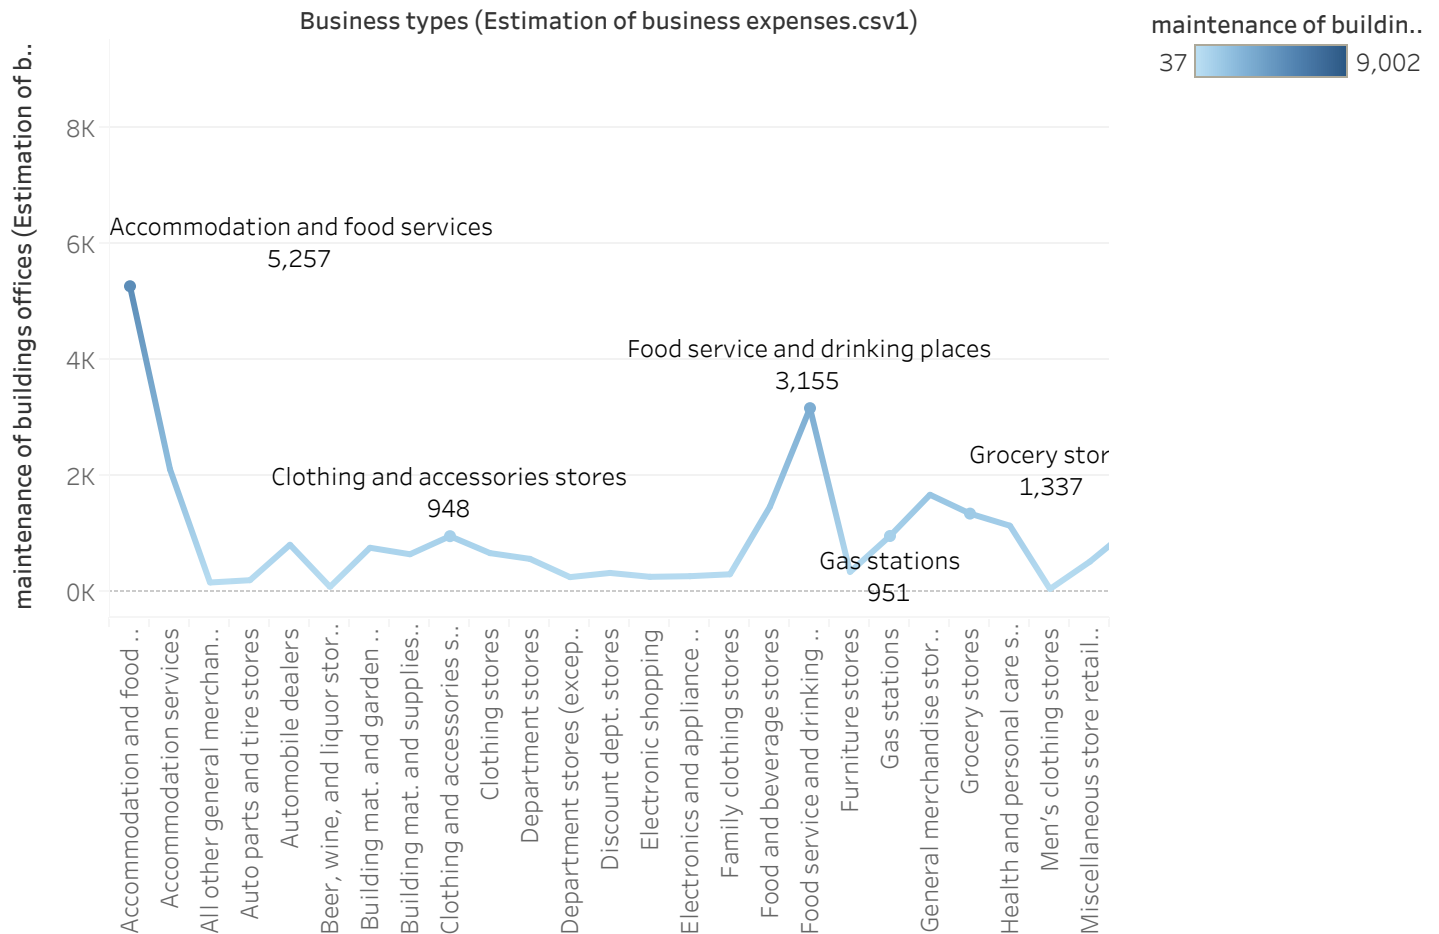 Business types (Estimation of business expenses.csv1)
maintenance of buildin..
37
9,002
maintenance of buildings offices (Estimation of b..
8K
6K
4K
2K
0K
Accommodation and food services
5,257
Food service and drinking places
3,155
Clothing and accessories stores
948
Grocery stor
1,337
Gas stations
951
Accommodation and food ..
Accommodation services
All other general merchan..
Auto parts and tire stores
Automobile dealers
Beer, wine, and liquor stor...
Building mat. and garden ..
Building mat. and supplies..
Clothing and accessories s..
Clothing stores
Department stores
Department stores (excep..
Discount dept. stores
Electronic shopping
Electronics and appliance ..
Family clothing stores
Food and beverage stores
Food service and drinking ..
Furniture stores
Gas stations
General merchandise stor..
Grocery stores
Health and personal care s..
Men’s clothing stores
Miscellaneous store retail..